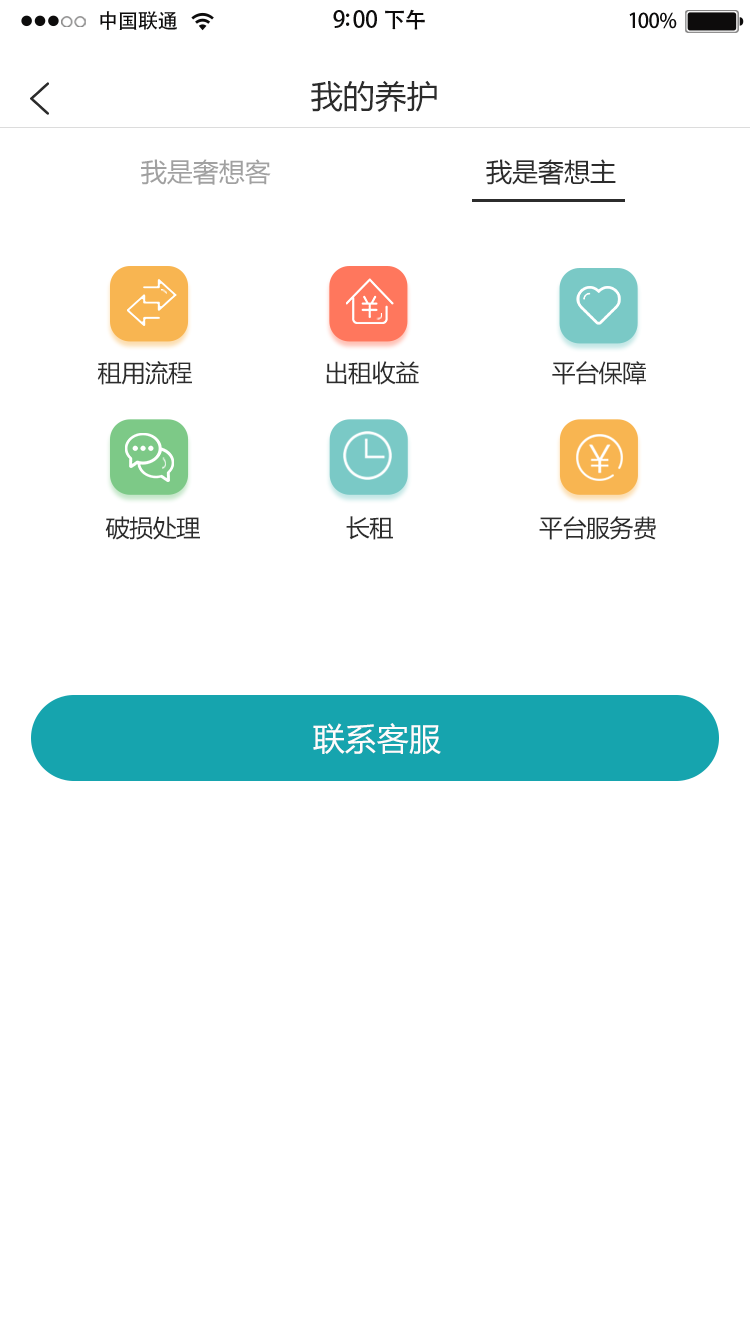 中国联通 9:00 下午 100%
我的养护
我是奢想客 我是奢想主
租用流程 出租收益 平台保障
破损处理 长租 平台服务费
联系客服